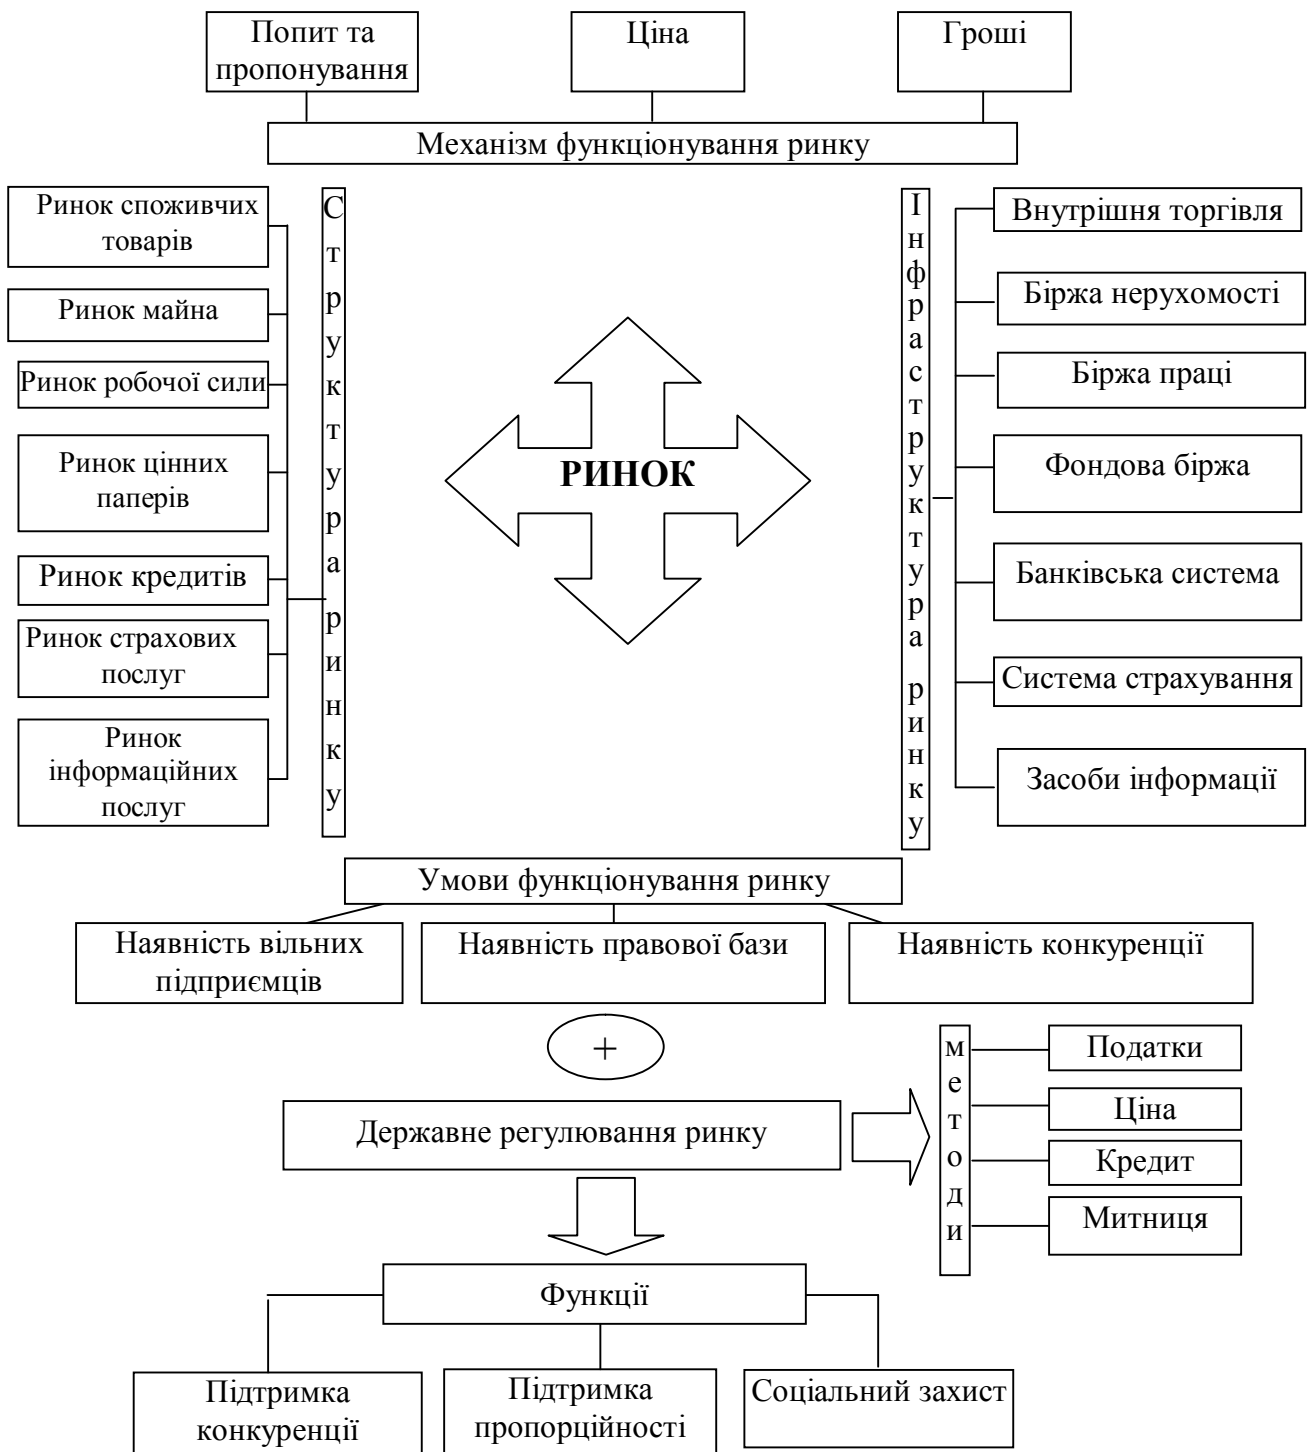 Попит та
пропонування
Ціна
Гроші
Механізм функціонування ринку
Структура ринку
Ринок споживчих
товарів
Ринок майна
Ринок робочої сили
Ринок цінних
паперів
Ринок кредитів
Ринок страхових
послуг
Ринок
інформаційних
послуг
РИНОК
Інфраструктура ринку
Внутрішня торгівля
Біржа нерухомості
Біржа праці
Фондова біржа
Банківська система
Система страхування
Засоби інформації
Умови функціонування ринку
Наявність вільних
підприємців
Наявність правової бази
Наявність конкуренції
+
Державне регулювання ринку
методи
Податки
Ціна
Кредит
Митниця
Функції
Підтримка
конкуренції
Підтримка
пропорційності
Соціальний захист